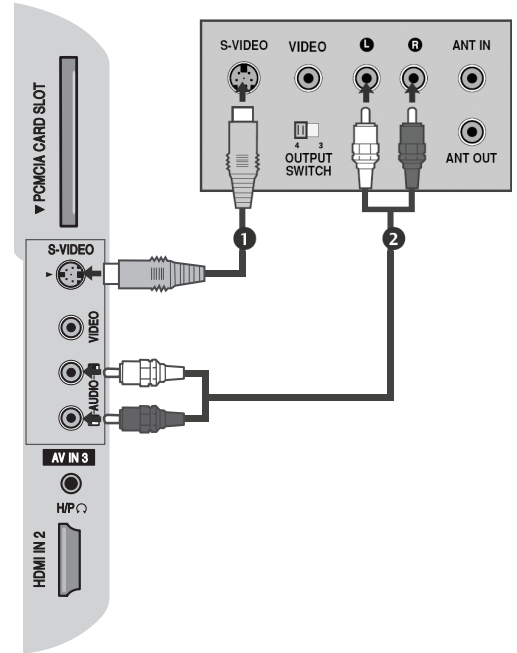 S-VIDEO VIDEO L R ANT IN
4 3
OUTPUT
SWITCH
ANT OUT
1
2
▼ PCMCIA CARD SLOT
S-VIDEO
VIDEO
AUDIO
AV IN 3
H/P
HDMI IN 2